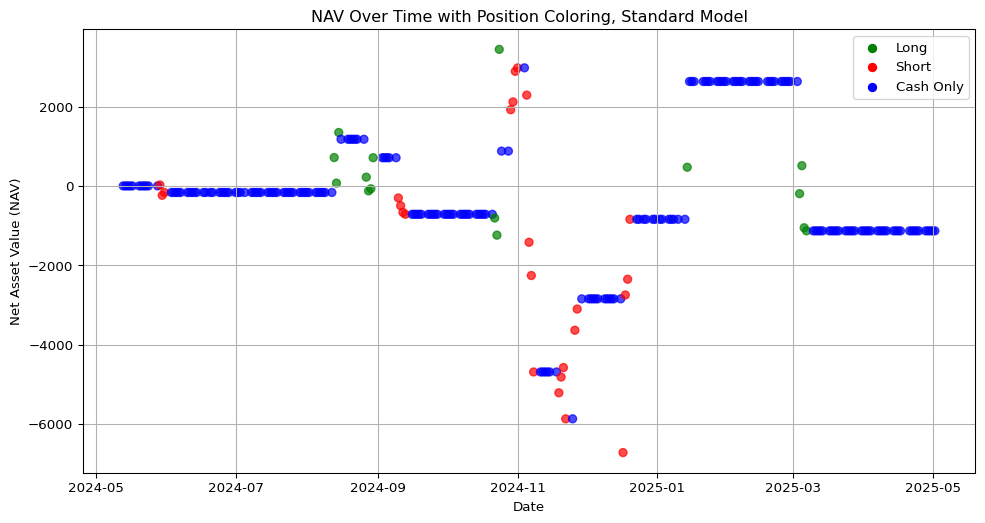 NAV Over Time with Position Coloring, Standard Model
Long
Short
Cash Only
Net Asset Value (NAV)
2000
0
−2000
−4000
−6000
2024-05
2024-07
2024-09
2024-11
2025-01
2025-03
2025-05
Date